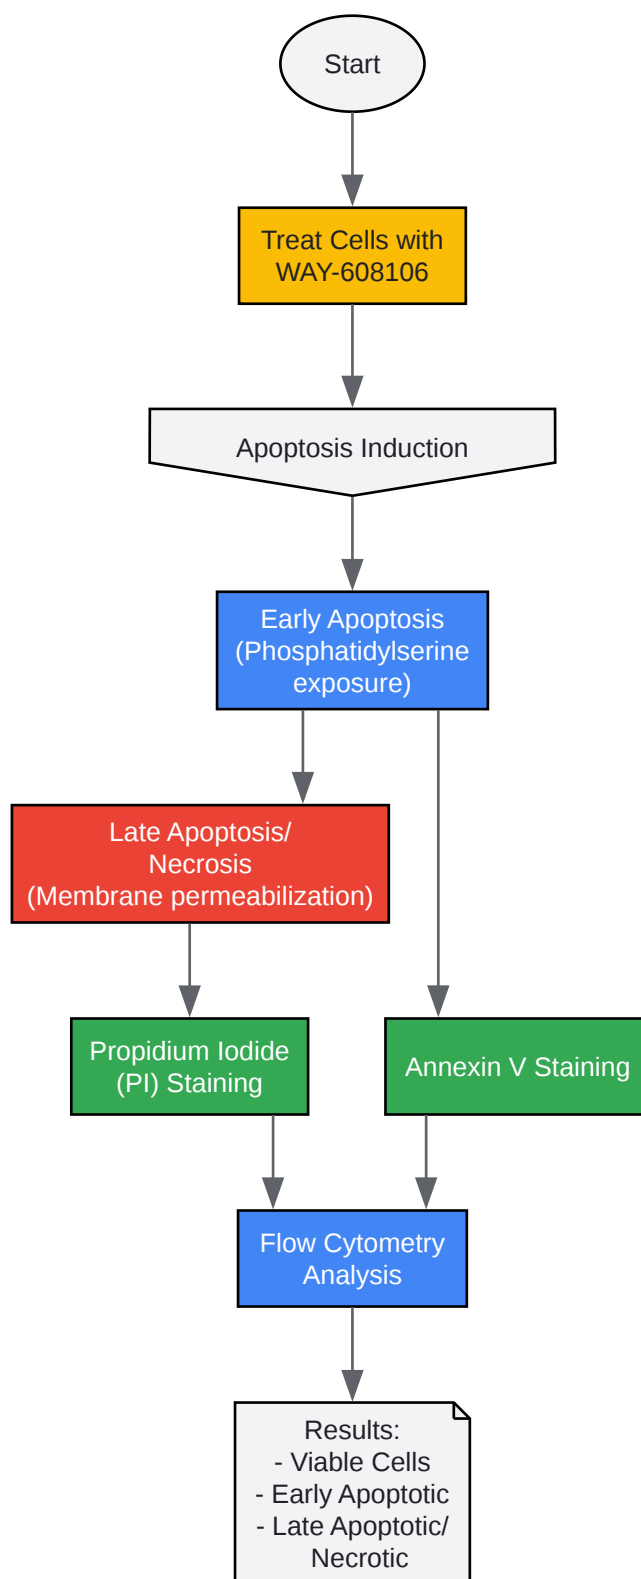 Start
Treat Cells with
WAY-608106
Apoptosis Induction
Early Apoptosis
(Phosphatidylserine
exposure)
Late Apoptosis/
Necrosis
(Membrane permeabilization)
Propidium Iodide
(PI) Staining
Annexin V Staining
Flow Cytometry
Analysis
Results:
- Viable Cells
- Early Apoptotic
- Late Apoptotic/
Necrotic